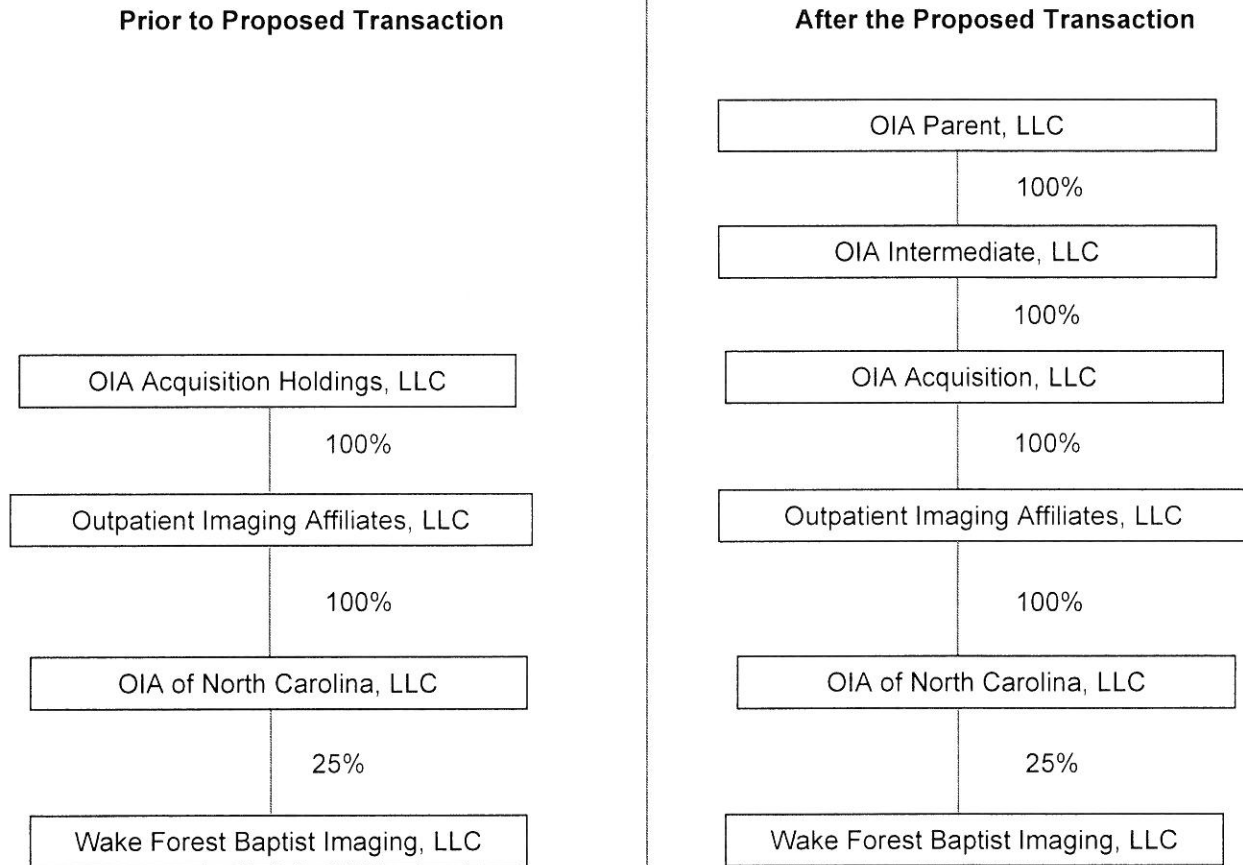 Prior to Proposed Transaction
OIA Acquisition Holdings, LLC
100%
Outpatient Imaging Affiliates, LLC
100%
OIA of North Carolina, LLC
25%
Wake Forest Baptist Imaging, LLC
After the Proposed Transaction
OIA Parent, LLC
100%
OIA Intermediate, LLC
100%
OIA Acquisition, LLC
100%
Outpatient Imaging Affiliates, LLC
100%
OIA of North Carolina, LLC
25%
Wake Forest Baptist Imaging, LLC